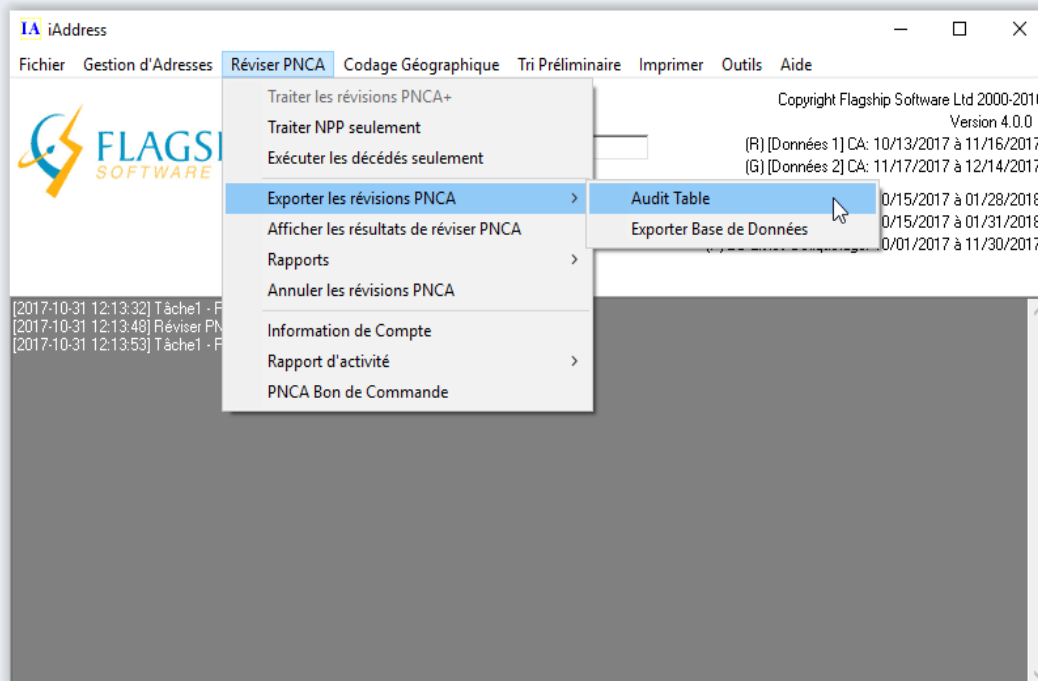 IA iAddress
Fichier Gestion d'Adresses Réviser PNCA Codage Géographique Tri Préliminaire Imprimer Outils Aide
FLAGS
SOFTWARE
Copyright Flagship Software Ltd 2000-201
Version 4.0.0
(R) [Données 1] CA: 10/13/2017 à 11/16/2017
(G) [Données 2] CA: 11/17/2017 à 12/14/2017
0/15/2017 à 01/28/2018
0/15/2017 à 01/31/2018
0/01/2017 à 11/30/2017
Traiter les révisions PNCA+
Traiter NPP seulement
Exécuter les décédés seulement
Exporter les révisions PNCA
Audit Table
Exporter Base de Données
Afficher les résultats de réviser PNCA
Rapports
Annuler les révisions PNCA
Information de Compte
Rapport d'activité
PNCA Bon de Commande
[2017-10-31 12:13:32] Tâche1 - F
[2017-10-31 12:13:48] Réviser PN
[2017-10-31 12:13:53] Tâche1 - F